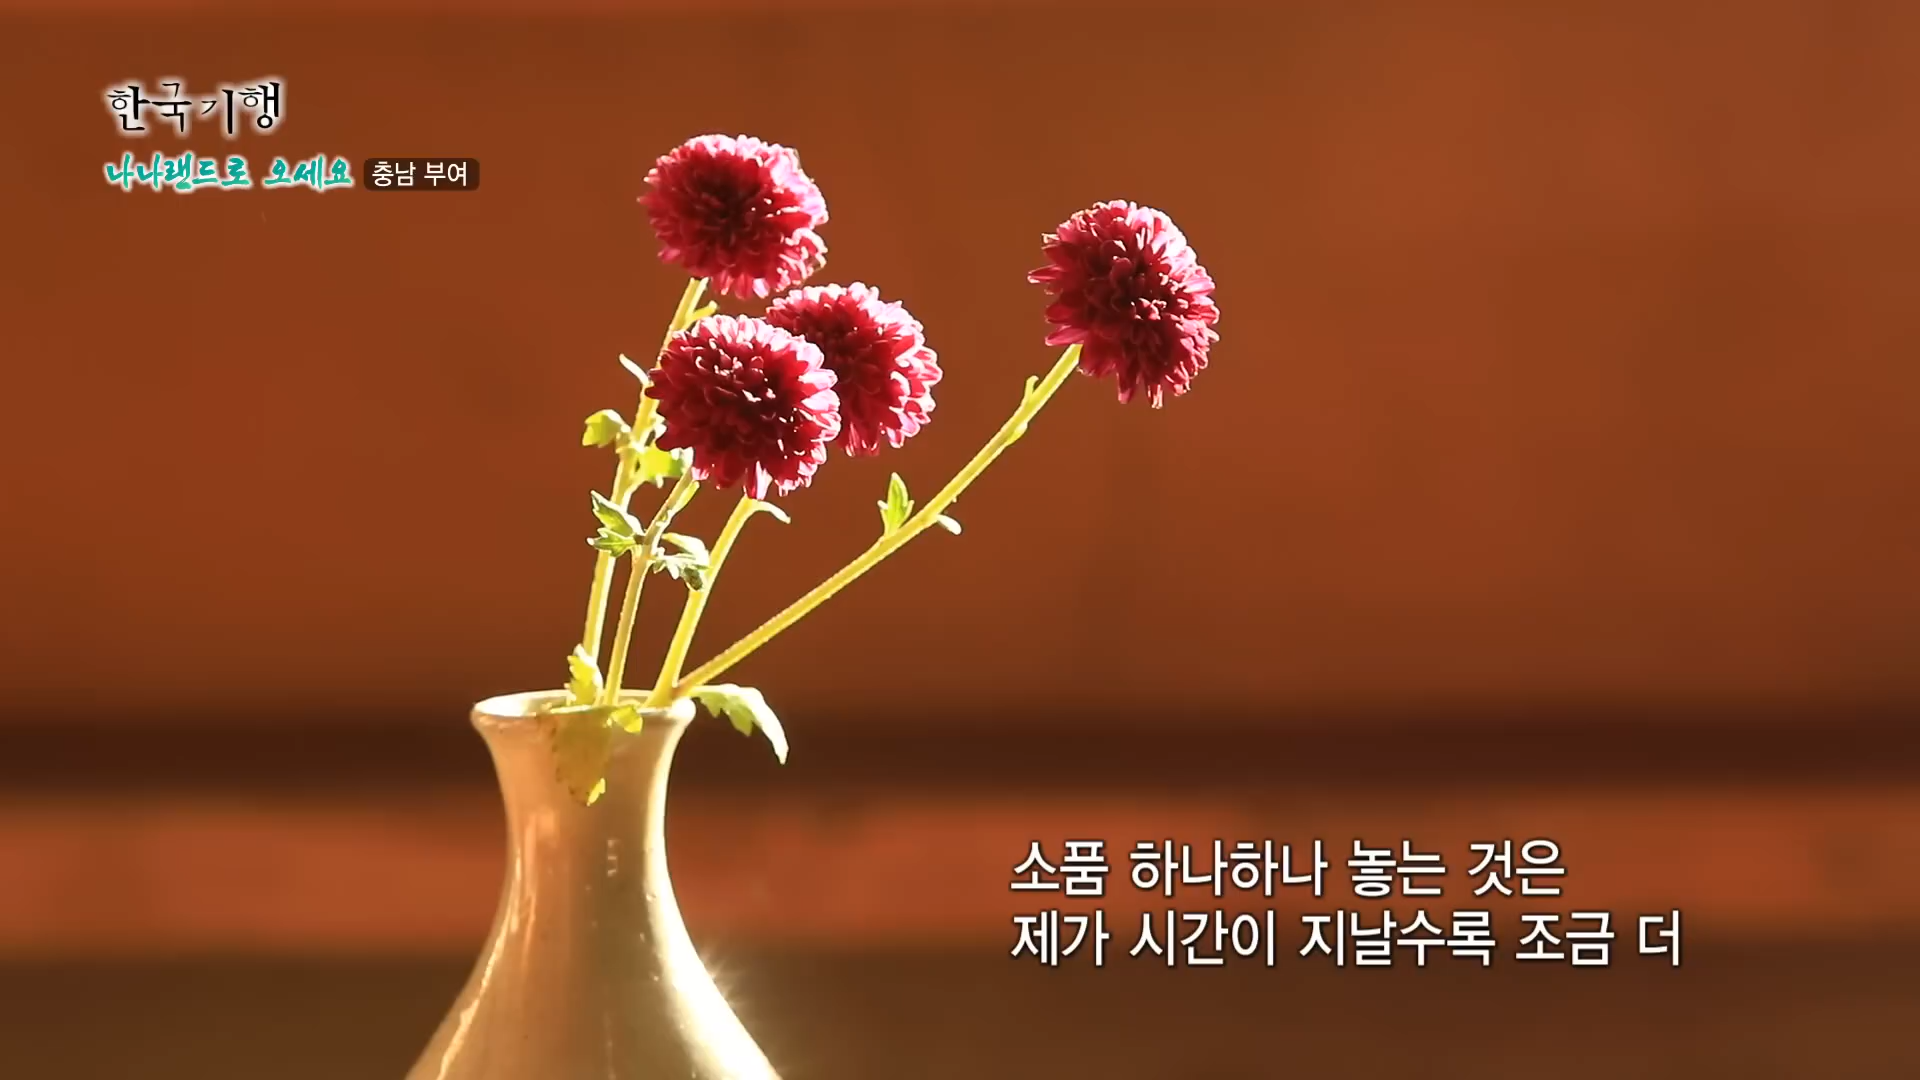 한국기행
나나랜드로 오세요 충남 부여
소품 하나하나 놓는 것은
제가 시간이 지날수록 조금 더